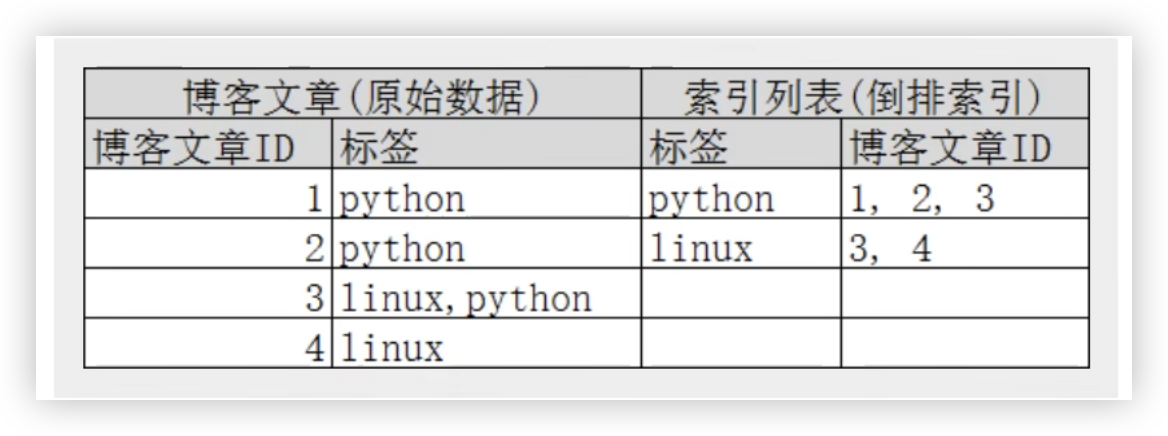 博客文章(原始数据) 索引列表(倒排索引)
博客文章ID 标签 标签 博客文章ID
1 python python 1, 2, 3
2 python linux 3, 4
3 linux,python
4 linux